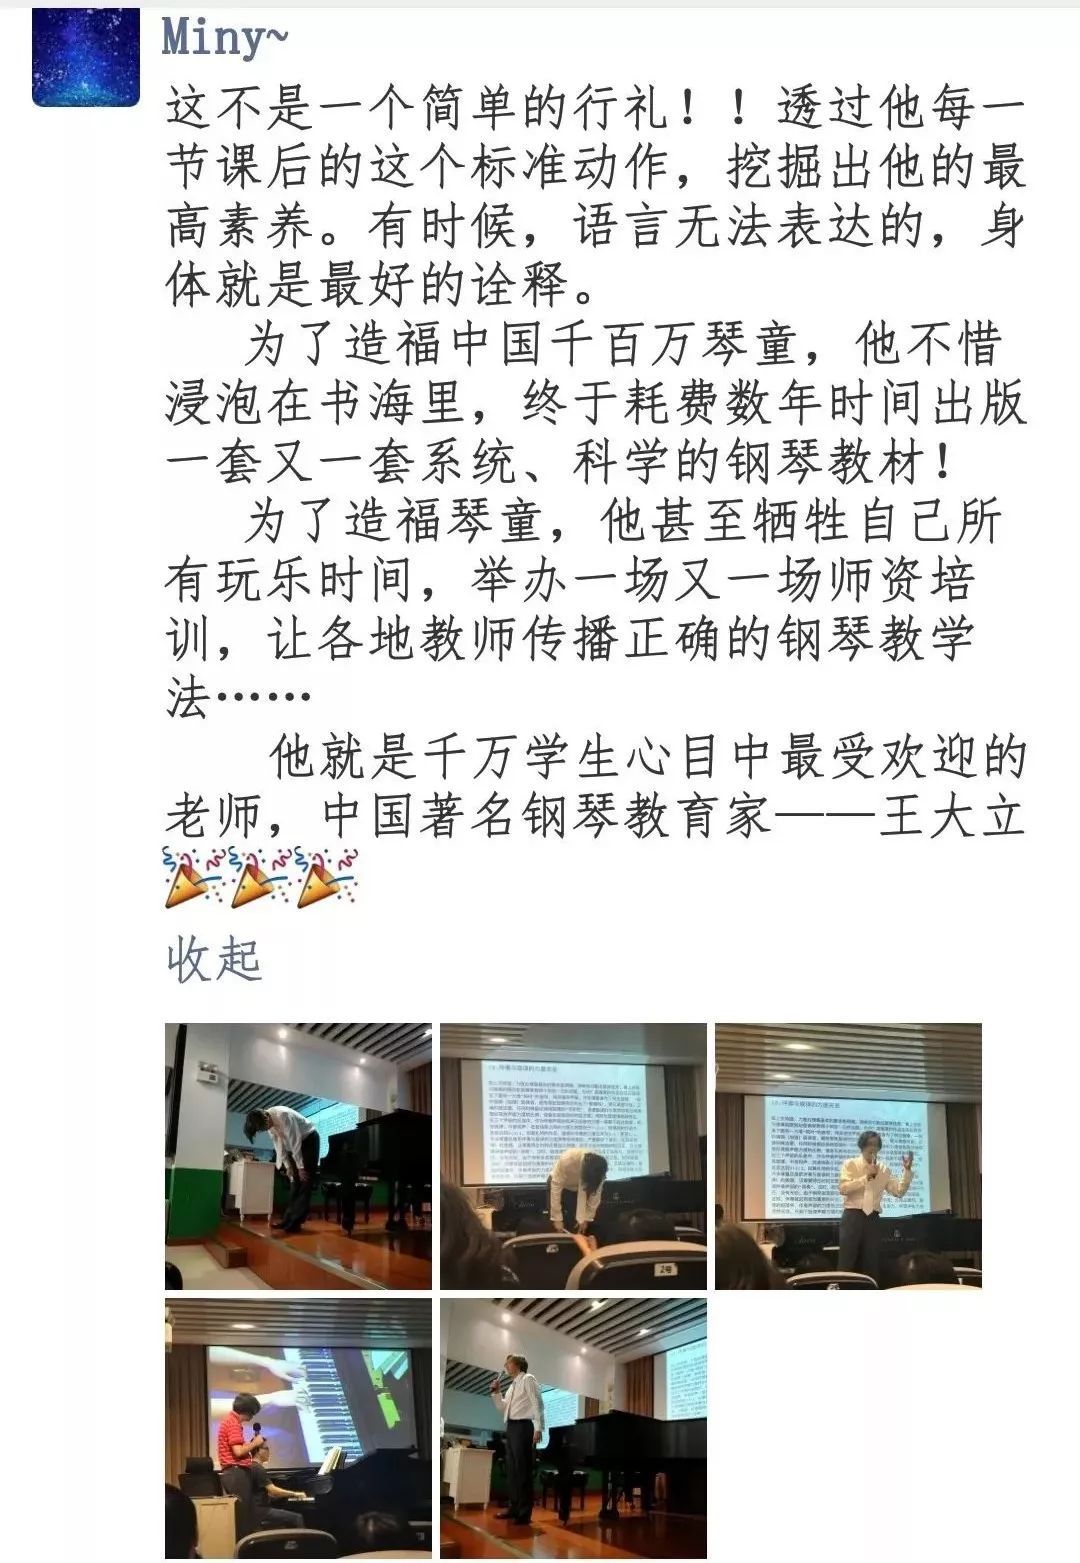 Miny~
这不是一个简单的行礼！！透过他每一
节课后的这个标准动作，挖掘出他的最
高素养。有时候，语言无法表达的，身
体就是最好的诠释。
为了造福中国千百万琴童，他不惜
浸泡在书海里，终于耗费数年时间出版
一套又一套系统、科学的钢琴教材！
为了造福琴童，他甚至牺牲自己所
有玩乐时间，举办一场又一场师资培
训，让各地教师传播正确的钢琴教学
法……
他就是千万学生心目中最受欢迎的
老师，中国著名钢琴教育家——王大立
收起